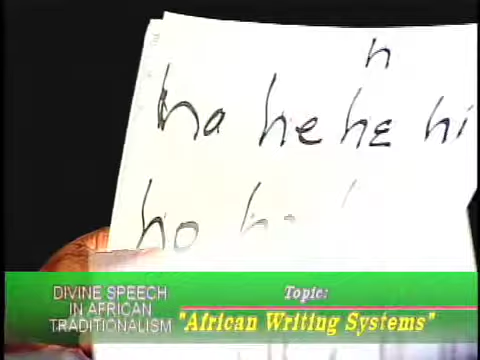 h
ha he hɛ hi
ho
DIVINE SPEECH
IN AFRICAN
TRADITIONALISM
Topic:
"African Writing Systems"